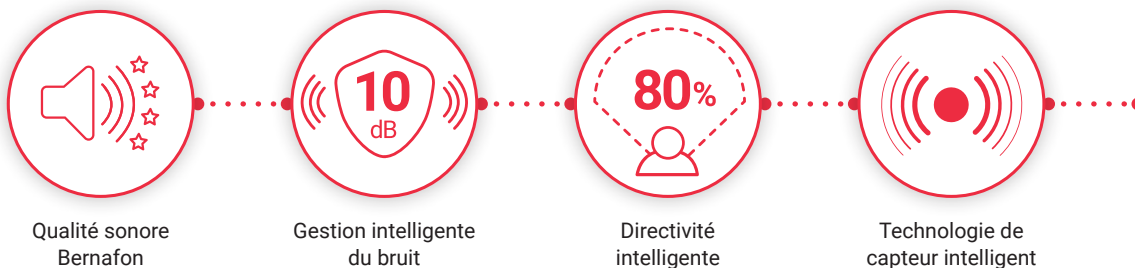 10
dB
80%
Qualité sonore
Bernafon
Gestion intelligente
du bruit
Directivité
intelligente
Technologie de
capteur intelligent